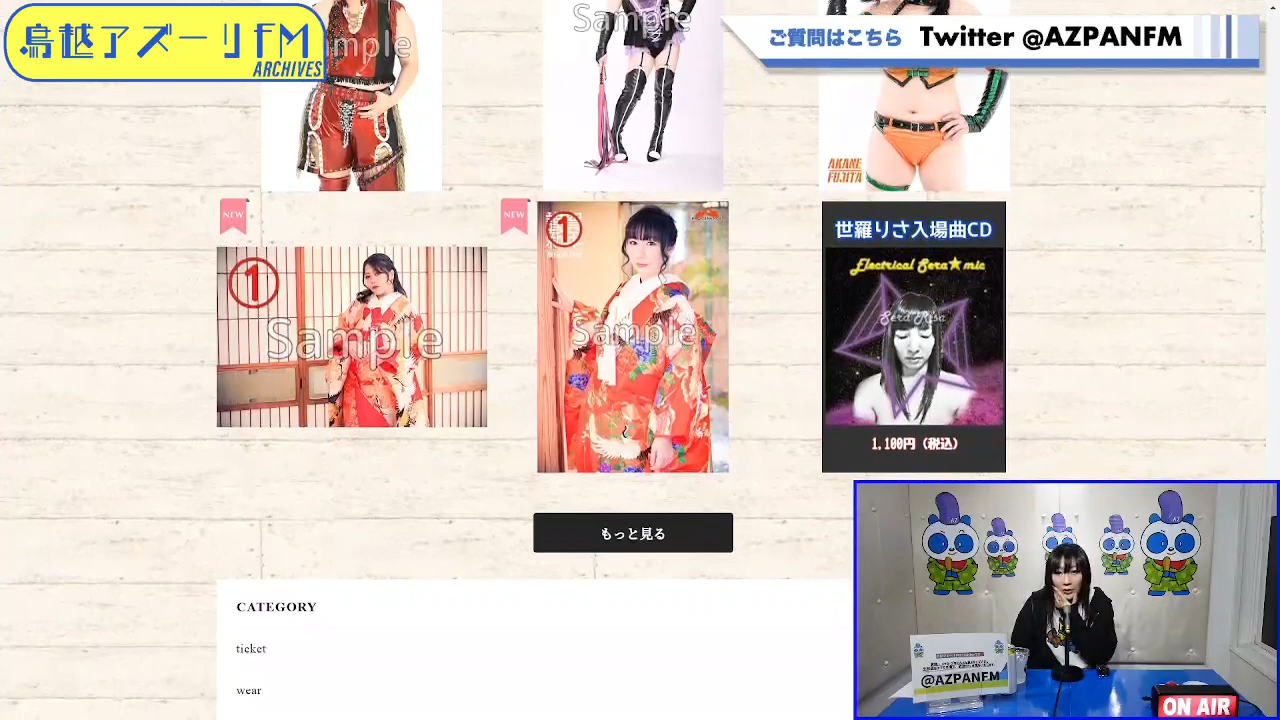 鳥越アズーリFM
ARCHIVES
ご質問はこちら Twitter @AZPANFM
Sample
Sample
AKANE
FUJITA
NEW
①
Sample
NEW
①
Sample
世羅りさ入場曲CD
Electrical Sera★mic
Sera Risa
1,100円（税込）
もっと見る
CATEGORY
ticket
wear
@AZPANFM
ON AIR